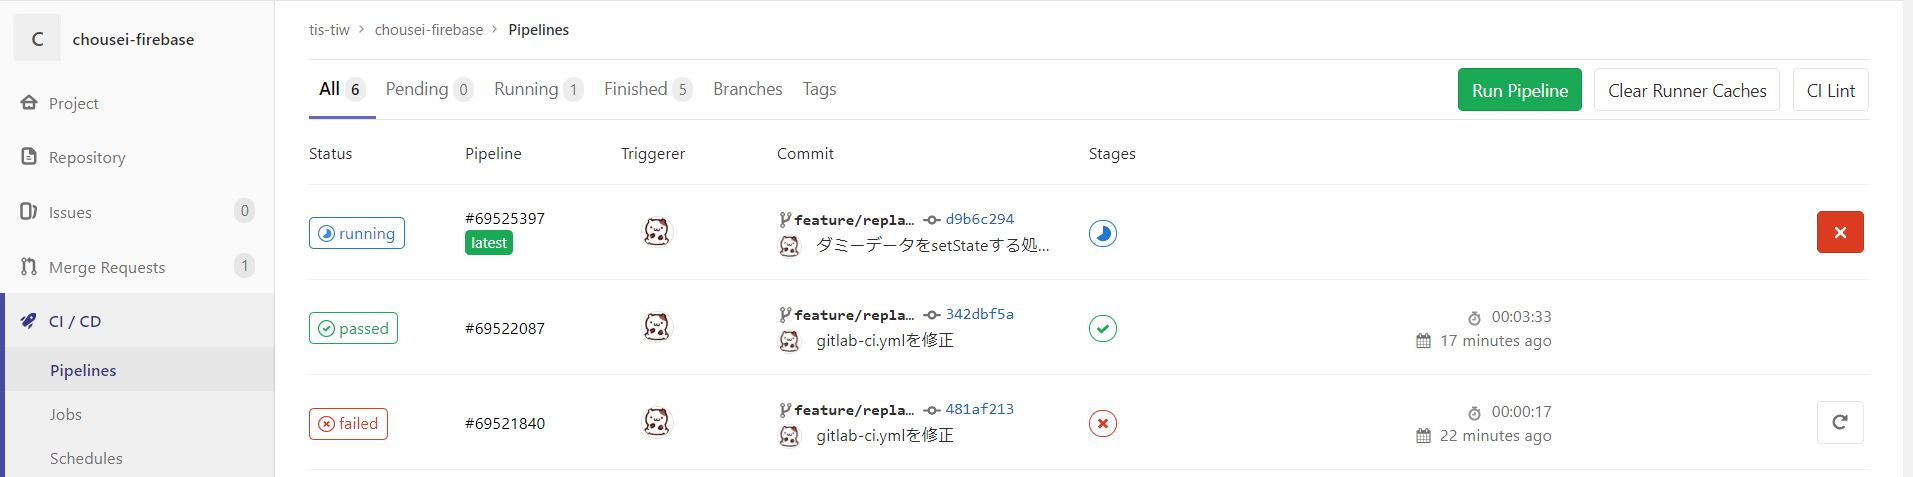 C chousei-firebase
Project
Repository
Issues 0
Merge Requests 1
CI / CD
Pipelines
Jobs
Schedules
tis-tiw > chousei-firebase > Pipelines
All 6 Pending 0 Running 1 Finished 5 Branches Tags Run Pipeline Clear Runner Caches CI Lint
Status Pipeline Triggerer Commit Stages
running #69525397 latest feature/repla… d9b6c294
ダミーデータをsetStateする処…
passed #69522087 feature/repla… 342dbf5a 00:03:33
gitlab-ci.ymlを修正 17 minutes ago
failed #69521840 feature/repla… 481af213 00:00:17
gitlab-ci.ymlを修正 22 minutes ago